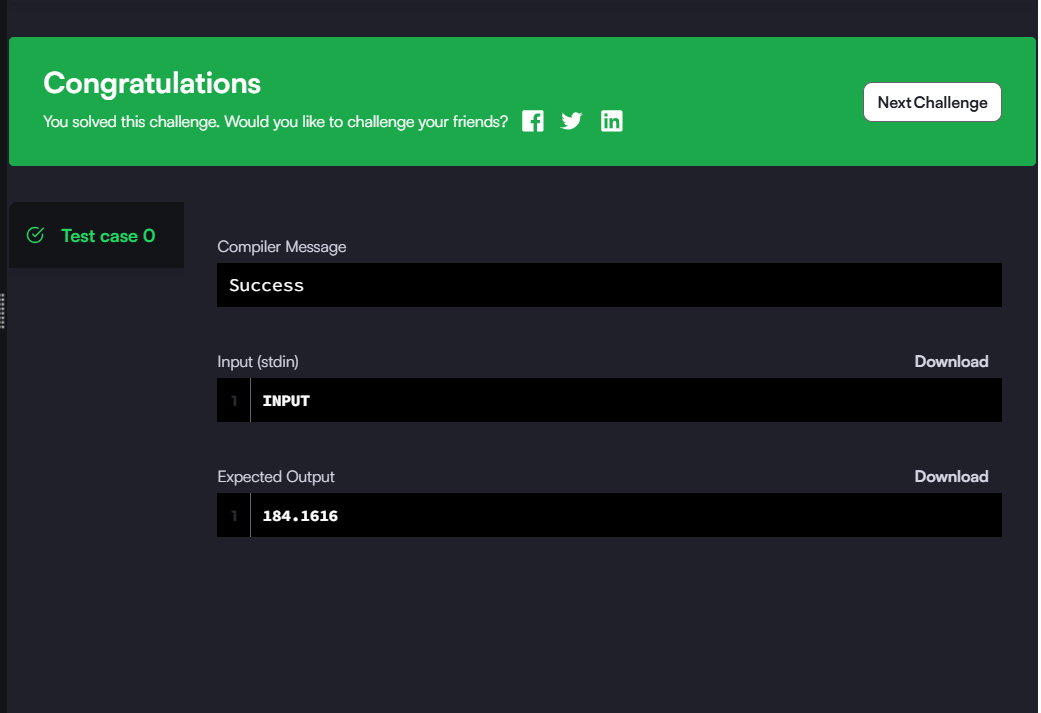 Congratulations
You solved this challenge. Would you like to challenge your friends?
Next Challenge
Test case 0
Compiler Message
Success
Input (stdin)
Download
1
INPUT
Expected Output
Download
1
184.1616